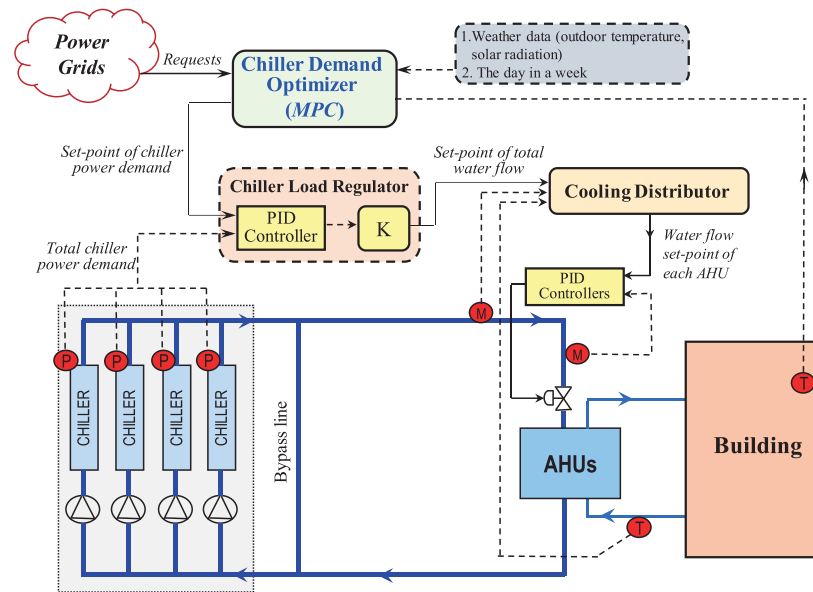 Power
Grids
Requests
Chiller Demand
Optimizer
(MPC)
1.Weather data (outdoor temperature,
solar radiation)
2. The day in a week
Set-point of chiller
power demand
Set-point of total
water flow
Chiller Load Regulator
PID
Controller
K
Cooling Distributor
Total chiller
power demand
Water flow
set-point of
each AHU
PID
Controllers
M
M
P
P
P
P
CHILLER
CHILLER
CHILLER
CHILLER
Bypass line
T
AHUs
Building
T